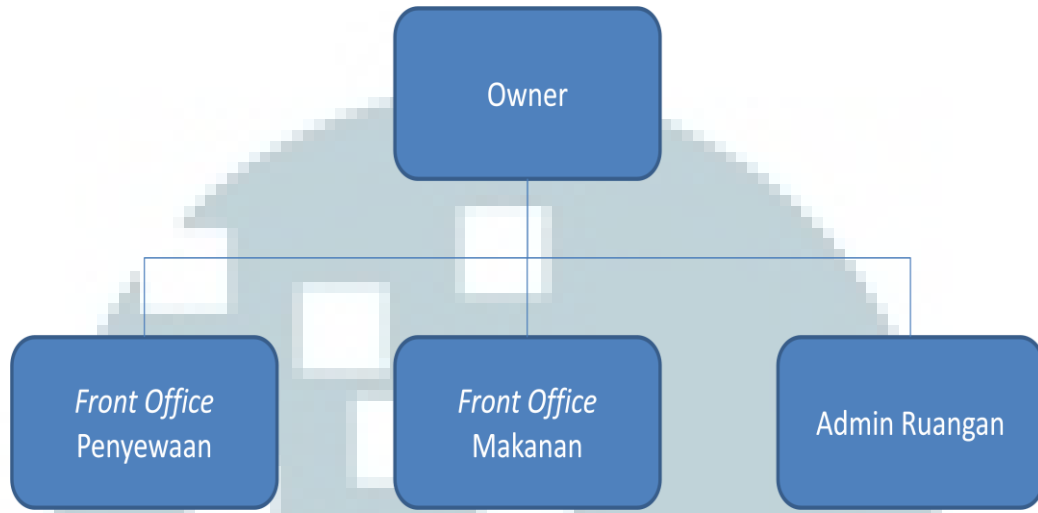 Owner
Front Office
Penyewaan
Front Office
Makanan
Admin Ruangan